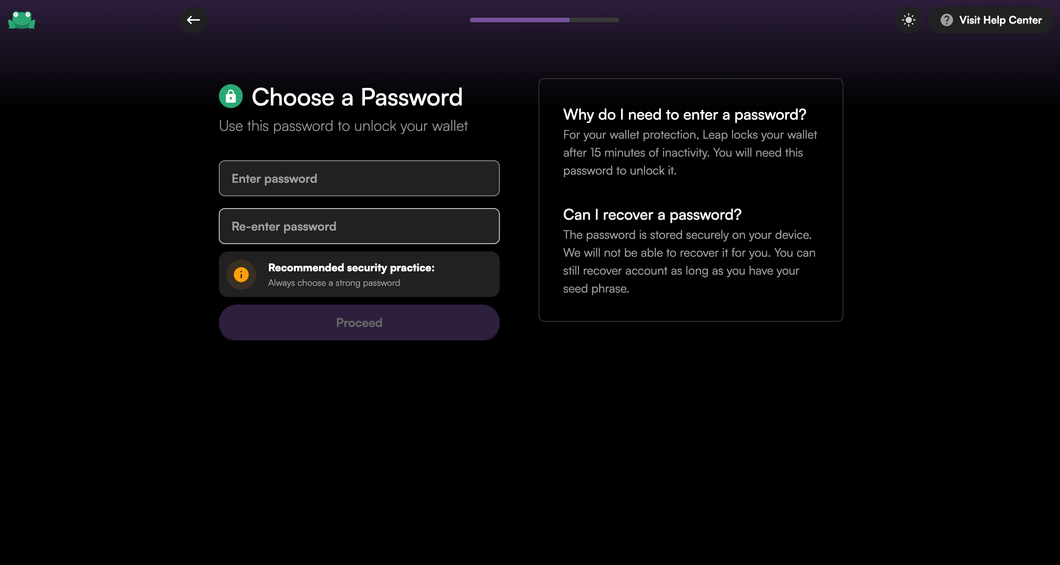 Visit Help Center
Choose a Password
Use this password to unlock your wallet
Enter password
Re-enter password
Recommended security practice:
Always choose a strong password
Proceed
Why do I need to enter a password?
For your wallet protection, Leap locks your wallet
after 15 minutes of inactivity. You will need this
password to unlock it.
Can I recover a password?
The password is stored securely on your device.
We will not be able to recover it for you. You can
still recover account as long as you have your
seed phrase.